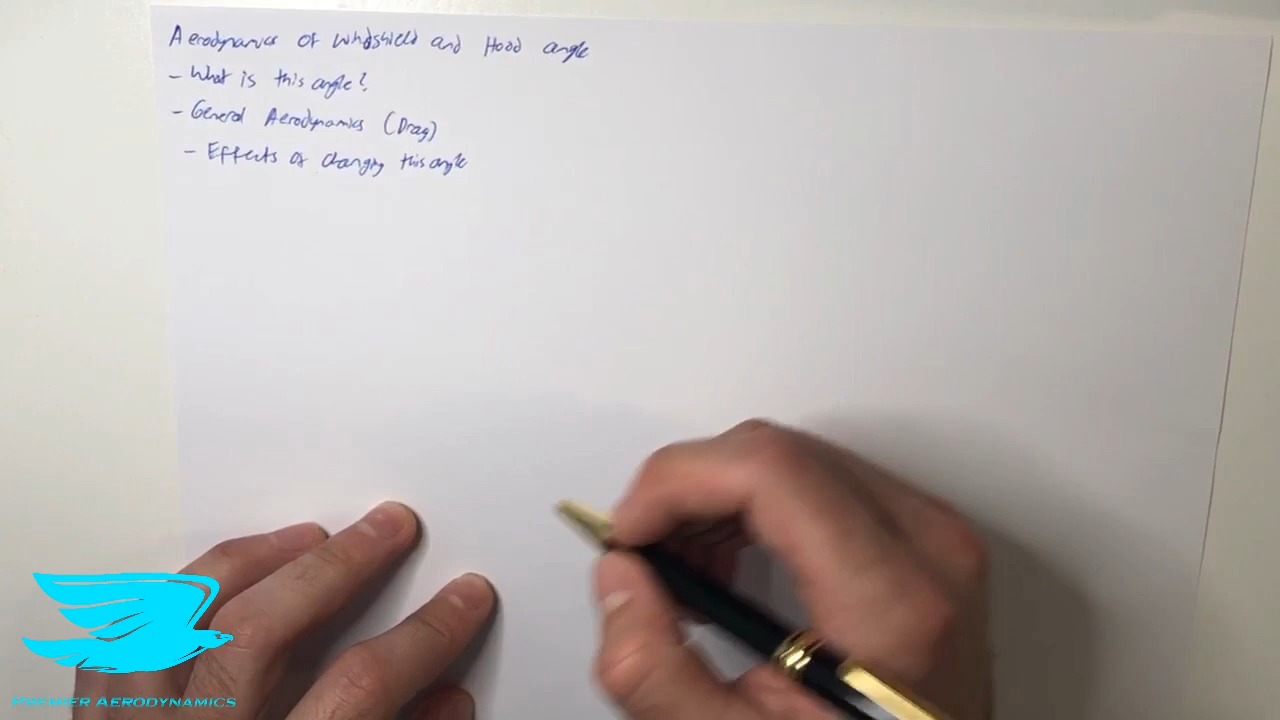 Aerodynamics of windshield and Hood angle
- What is this angle?
- General Aerodynamics (Drag)
- Effects of changing this angle
PREMIER AERODYNAMICS